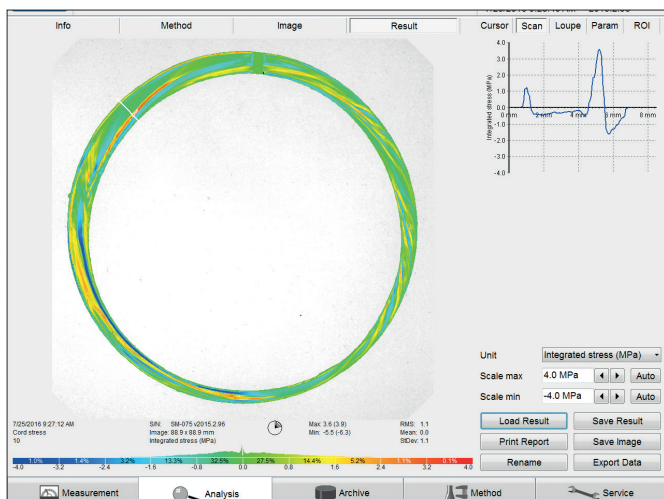 Info Method Image Result Cursor Scan Loupe Param ROI
Integrated stress (MPa)
4.0
3.0
2.0
1.0
0.0
0 mm 2 mm 4 mm 6 mm 8 mm
-1.0
-2.0
-3.0
-4.0
Unit Integrated stress (MPa)
Scale max 4.0 MPa Auto
Scale min -4.0 MPa Auto
Load Result Save Result
Print Report Save Image
Rename Export Data
7/25/2016 9:27:12 AM S/N: SM-075 v2015.2.96 Max 3.6 (3.9) RMS: 1.1
Cord stress Image: 88.9 x 88.9 mm Min: -5.5 (-6.3) Mean: 0.0
10 Integrated stress (MPa) StDev: 1.1
1.0% 1.4% 3.2% 13.3% 32.5% 27.5% 14.4% 5.2% 1.1% 0.1%
-4.0 -3.2 -2.4 -1.6 -0.8 0.0 0.8 1.6 2.4 3.2 4.0
Measurement Analysis Archive Method Service